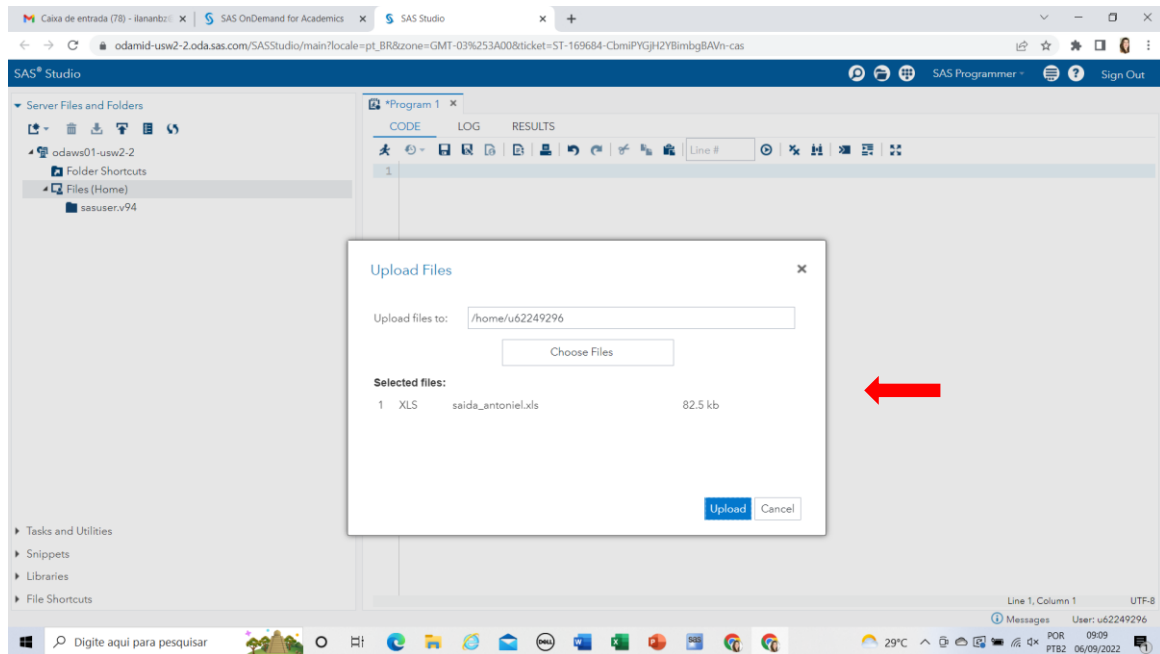 Caixa de entrada (78) - ilananbzi
SAS OnDemand for Academics
SAS Studio
odamid-usw2-2.oda.sas.com/SASStudio/main?locale=pt_BR&zone=GMT-03%253A00&ticket=ST-169684-CbmiPYGjH2YBimbgBAVn-cas
SAS® Studio
SAS Programmer
Sign Out
Server Files and Folders
odaws01-usw2-2
Folder Shortcuts
Files (Home)
sasuser.v94
Tasks and Utilities
Snippets
Libraries
File Shortcuts
*Program 1
CODE LOG RESULTS
Line #
1
Upload Files
Upload files to: /home/u62249296
Choose Files
Selected files:
1 XLS saida_antoniel.xls 82.5 kb
Upload Cancel
Line 1, Column 1 UTF-8
Messages User: u62249296
Digite aqui para pesquisar
DELL
SAS
29°C
POR
PTB2
09:09
06/09/2022